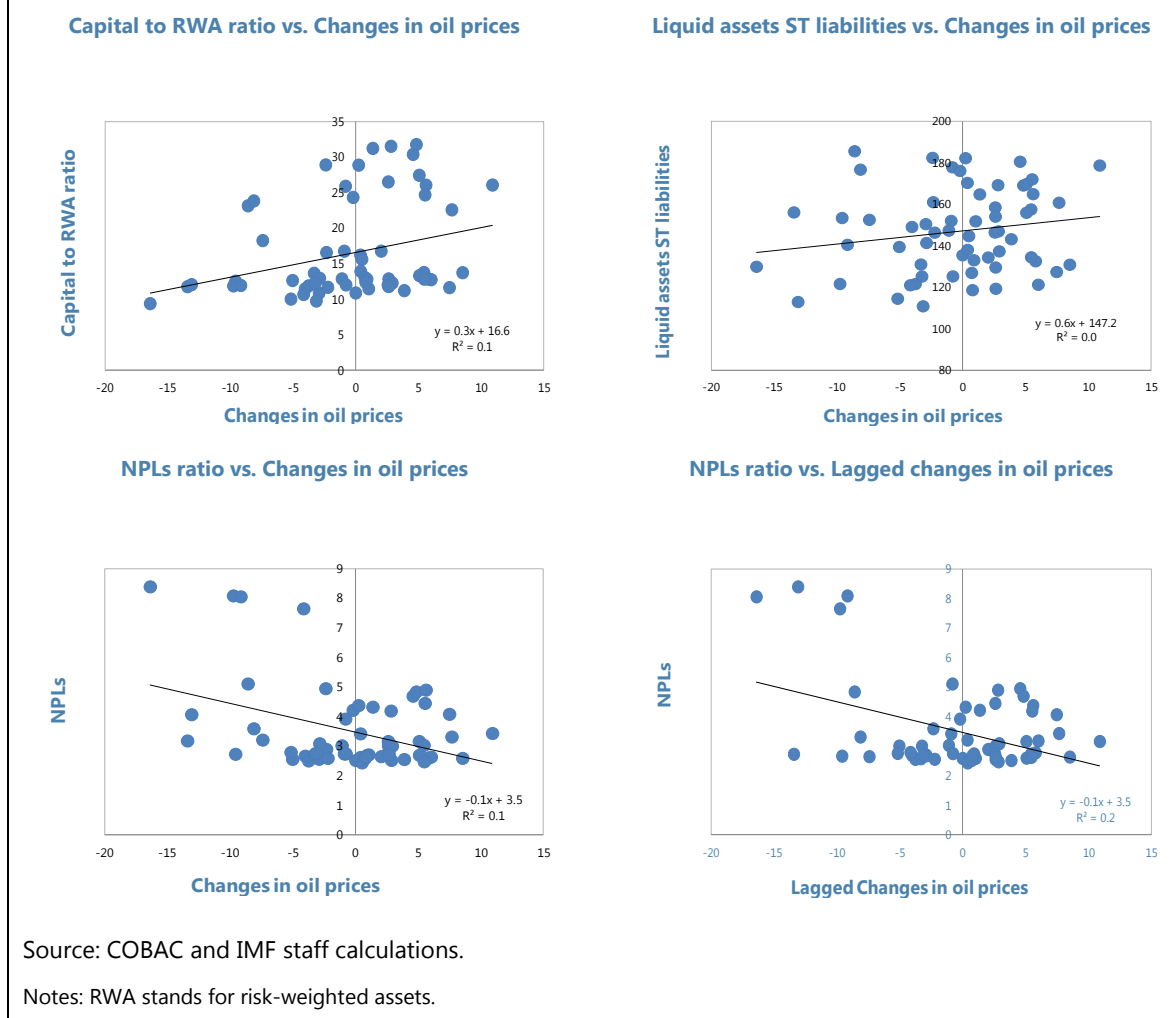 Capital to RWA ratio vs. Changes in oil prices
35
30
25
20
15
10
5
0
-20 -15 -10 -5 0 5 10 15
Capital to RWA ratio
y = 0.3x + 16.6
R² = 0.1
Changes in oil prices
Liquid assets ST liabilities vs. Changes in oil prices
200
180
160
140
120
100
80
-20 -15 -10 -5 0 5 10 15
Liquid assets ST liabilities
y = 0.6x + 147.2
R² = 0.0
Changes in oil prices
NPLs ratio vs. Changes in oil prices
9
8
7
6
5
4
3
2
1
0
-20 -15 -10 -5 0 5 10 15
NPLs
y = -0.1x + 3.5
R² = 0.1
Changes in oil prices
NPLs ratio vs. Lagged changes in oil prices
9
8
7
6
5
4
3
2
1
0
-20 -15 -10 -5 0 5 10 15
NPLs
y = -0.1x + 3.5
R² = 0.2
Lagged Changes in oil prices
Source: COBAC and IMF staff calculations.
Notes: RWA stands for risk-weighted assets.